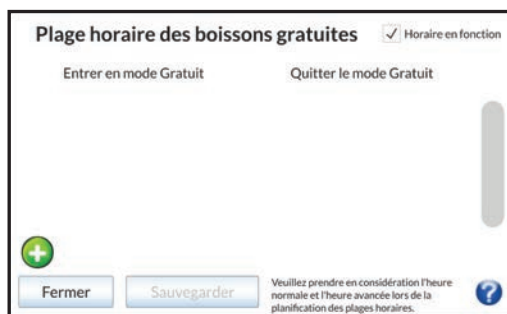 Plage horaire des boissons gratuites
Horaire en fonction
Entrer en mode Gratuit
Quitter le mode Gratuit
Fermer
Sauvegarder
Veuillez prendre en considération l'heure
normale et l'heure avancée lors de la
planification des plages horaires.
?